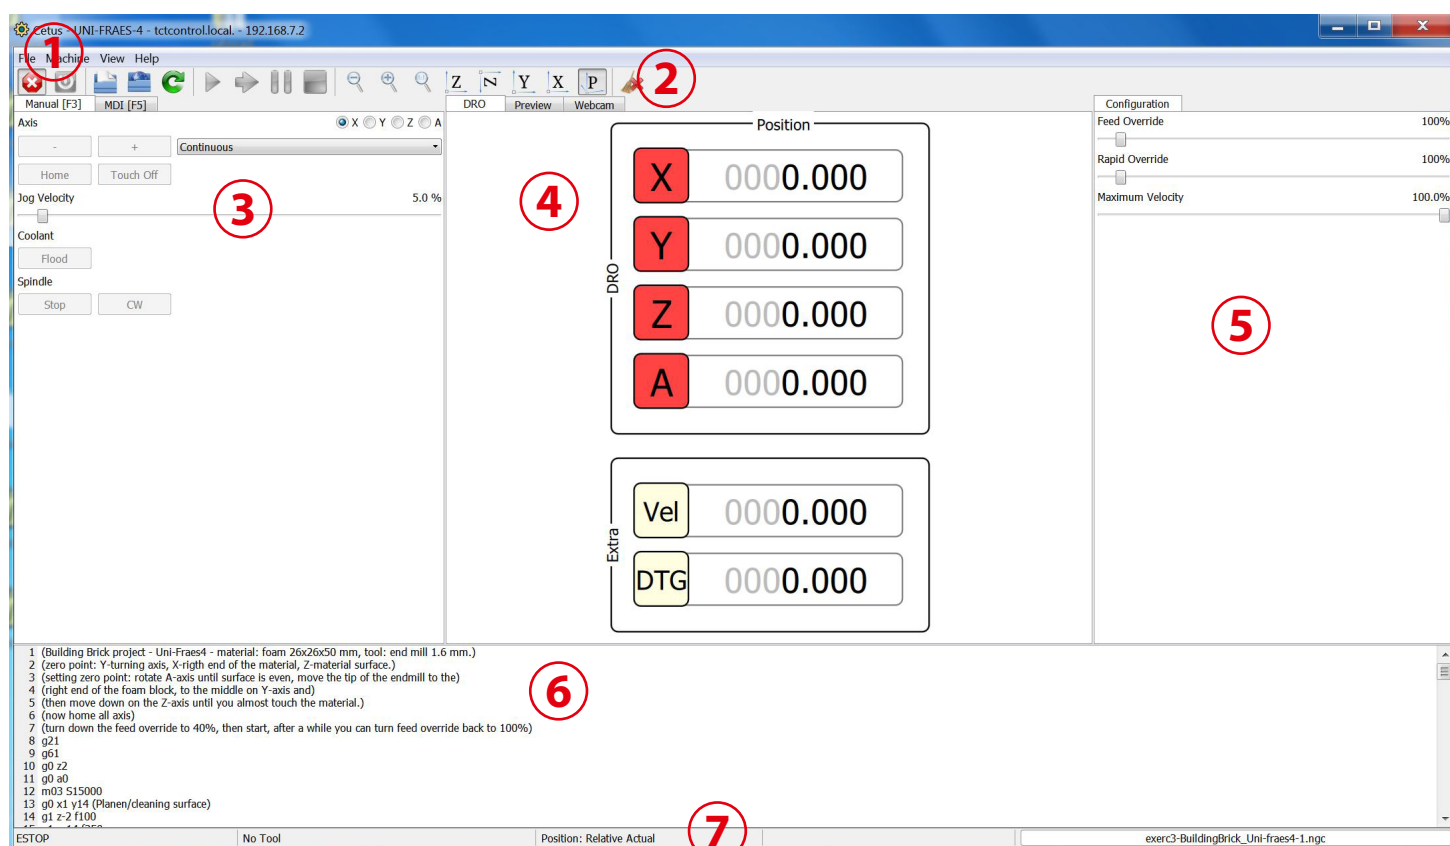 Cetus - UNI-FRAES-4 - tctcontrol.local. - 192.168.7.2
1
File Machine View Help
2
Z Z Y X P
Manual [F3] MDI [F5]
DRO Preview Webcam
Configuration
Axis X Y Z A
- + Continuous
Home Touch Off
Jog Velocity 5.0 %
3
Coolant
Flood
Spindle
Stop CW
4
Position
DRO
X 0000.000
Y 0000.000
Z 0000.000
A 0000.000
Extra
Vel 0000.000
DTG 0000.000
Feed Override 100%
Rapid Override 100%
Maximum Velocity 100.0%
5
1 (Building Brick project - Uni-Fraes4 - material: foam 26x26x50 mm, tool: end mill 1.6 mm.)
2 (zero point: Y-turning axis, X-rigth end of the material, Z-material surface.)
3 (setting zero point: rotate A-axis until surface is even, move the tip of the endmill to the)
4 (right end of the foam block, to the middle on Y-axis and)
5 (then move down on the Z-axis until you almost touch the material.)
6 (now home all axis)
7 (turn down the feed override to 40%, then start, after a while you can turn feed override back to 100%)
8 g21
9 g61
10 g0 z2
11 g0 a0
12 m03 S15000
13 g0 x1 y14 (Planen/cleaning surface)
14 g1 z-2 f100
6
7
ESTOP No Tool Position: Relative Actual exerc3-BuildingBrick_Uni-fraes4-1.ngc